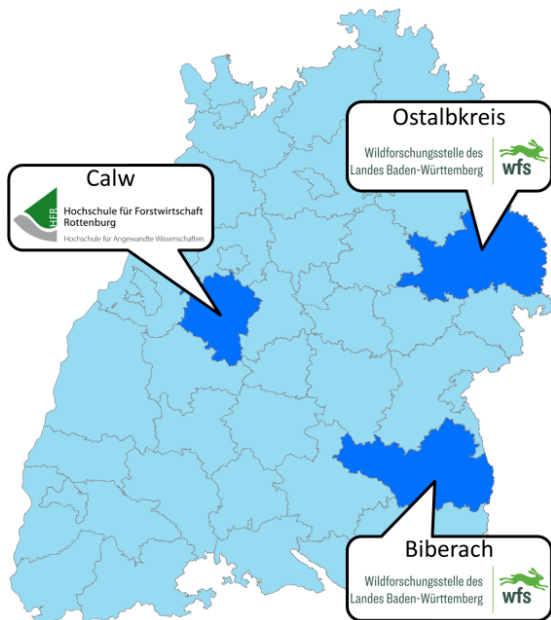 Ostalbkreis
Wildforschungsstelle des
Landes Baden-Württemberg
wfs
Calw
HFR
Hochschule für Forstwirtschaft
Rottenburg
Hochschule für Angewandte Wissenschaften
Biberach
Wildforschungsstelle des
Landes Baden-Württemberg
wfs